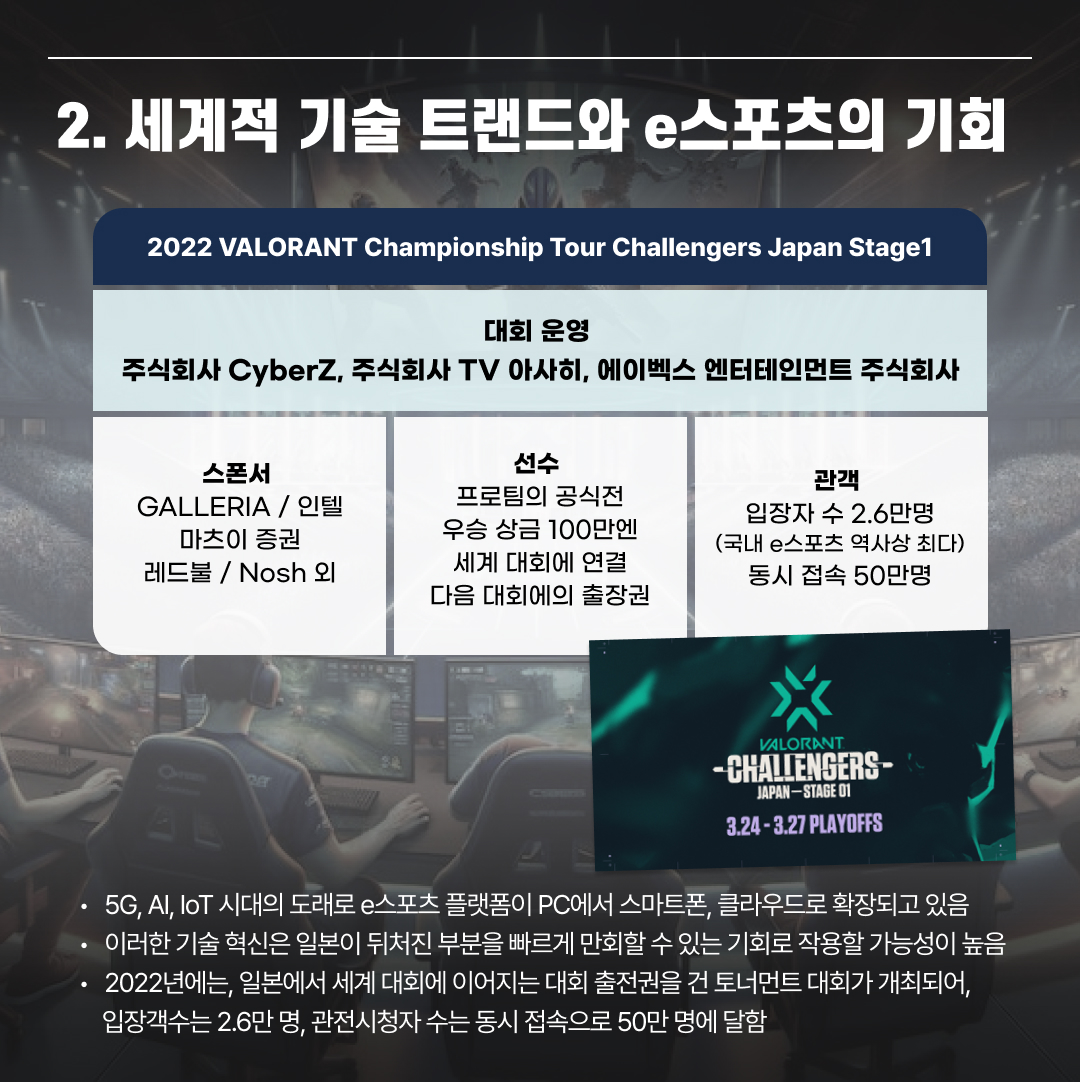 2. 세계적 기술 트랜드와 e스포츠의 기회
2022 VALORANT Championship Tour Challengers Japan Stage1
대회 운영
주식회사 CyberZ, 주식회사 TV 아사히, 에이벡스 엔터테인먼트 주식회사
스폰서
GALLERIA / 인텔
마츠이 증권
레드불 / Nosh 외
선수
프로팀의 공식전
우승 상금 100만엔
세계 대회에 연결
다음 대회에의 출장권
관객
입장자 수 2.6만명
(국내 e스포츠 역사상 최다)
동시 접속 50만명
VALORANT
CHALLENGERS
JAPAN — STAGE 01
3.24 - 3.27 PLAYOFFS
• 5G, AI, IoT 시대의 도래로 e스포츠 플랫폼이 PC에서 스마트폰, 클라우드로 확장되고 있음
• 이러한 기술 혁신은 일본이 뒤처진 부분을 빠르게 만회할 수 있는 기회로 작용할 가능성이 높음
• 2022년에는, 일본에서 세계 대회에 이어지는 대회 출전권을 건 토너먼트 대회가 개최되어,
입장객수는 2.6만 명, 관전시청자 수는 동시 접속으로 50만 명에 달함